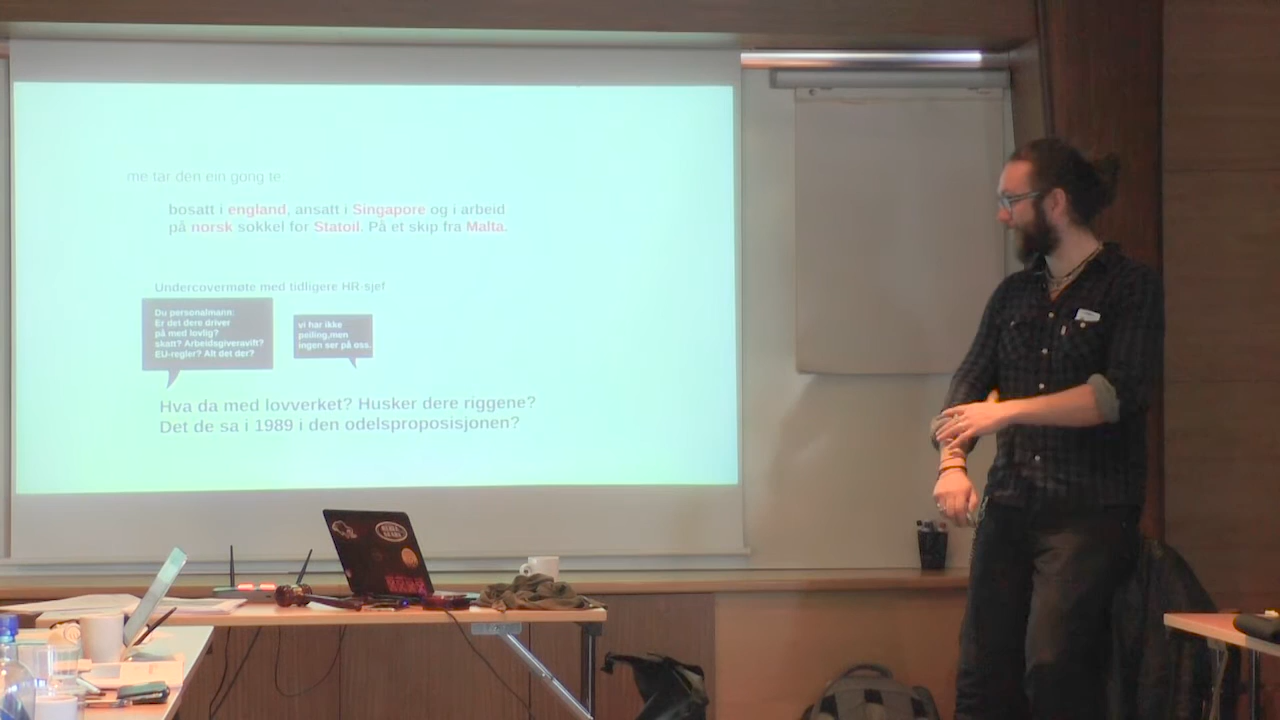 me tar den ein gong te.
bosatt i england, ansatt i Singapore og i arbeid
på norsk sokkel for Statoil. På et skip fra Malta.
Undercovermøte med tidligere HR-sjef
Du personalmann:
Er det dere driver
på med lovlig?
skatt? Arbeidsgiveravift?
EU-regler? Alt det der?
vi har ikke
peiling,men
ingen ser på oss.
Hva da med lovverket? Husker dere riggene?
Det de sa i 1989 i den odelsproposisjonen?